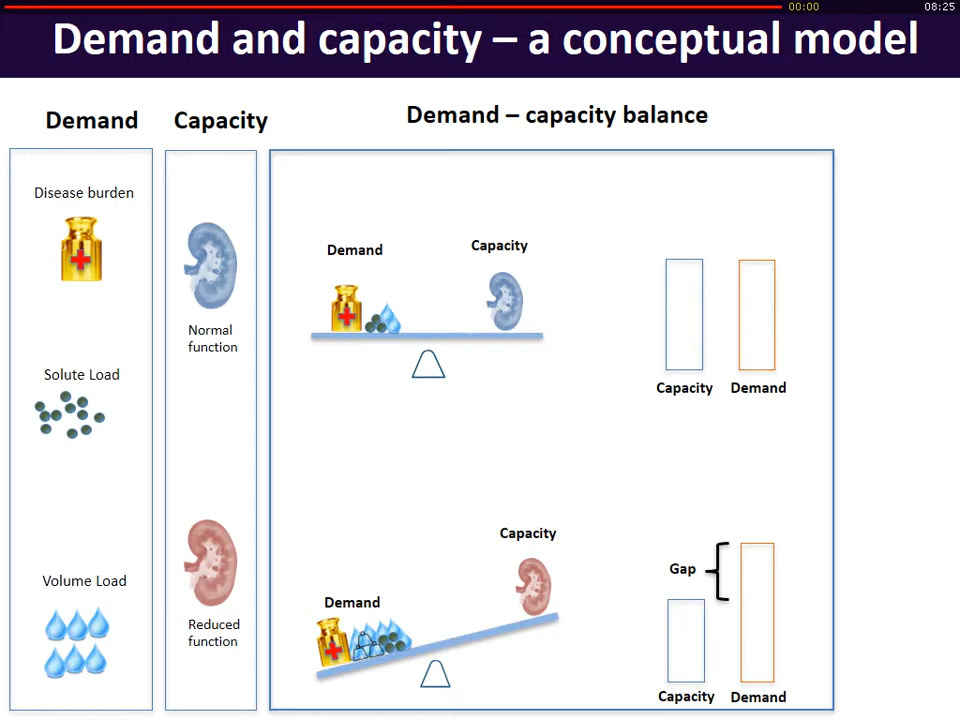 00:00
08:25
Demand and capacity – a conceptual model
Demand
Capacity
Demand – capacity balance
Disease burden
Normal
function
Solute Load
Volume Load
Reduced
function
Demand
Capacity
Capacity
Demand
Capacity
Demand
Gap
Capacity
Demand